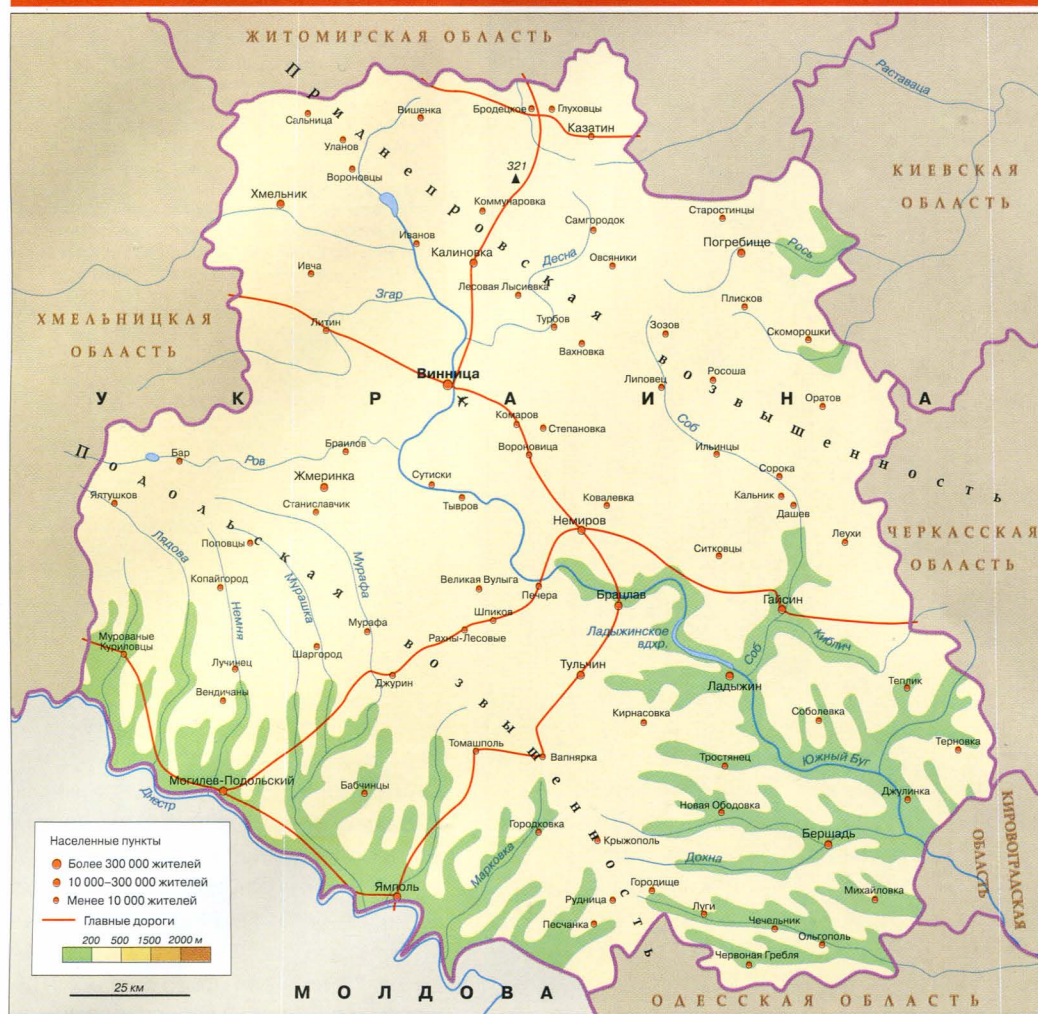 ЖИТОМИРСКАЯ ОБЛАСТЬ
Приднепровская
Раставаца
Сальница
Вишенка
Бродецкое
Глуховцы
Казатин
Уланов
Вороновцы
321
КИЕВСКАЯ
ОБЛАСТЬ
Хмельник
Коммунаровка
Самгородок
Старостинцы
Иванов
Калиновка
Десна
Овсяники
Погребище
Рось
Ивча
Згар
Лесовая Лысиевка
Плисков
ХМЕЛЬНИЦКАЯ
ОБЛАСТЬ
Литин
Турбов
Вахновка
Зозов
Скоморошки
Винница
Липовец
Росоша
возвышенность
УКРАИНА
Оратов
Комаров
Степановка
Соб
Вороновица
Ильинцы
Подольская
Бар
Ров
Браилов
Жмеринка
Сутиски
Тывров
Ковалевка
Сорока
Кальник
Дашев
Ялтушков
Станиславчик
Немиров
ЧЕРКАССКАЯ
ОБЛАСТЬ
Лядова
Поповцы
Ситковцы
Леухи
Копайгород
Мурашка
Мурафа
Великая Вулыга
Печера
Брацлав
Гайсин
Немия
Мурафа
Шпиков
Рахны-Лесовые
Ладыжинское
вдхр.
Соб
Киблич
Мурованые
Куриловцы
Лучинец
Шаргород
возвышенность
Джурин
Тульчин
Ладыжин
Теплик
Вендичаны
Кирнасовка
Соболевка
Томашполь
Вапнярка
Тростянец
Южный Буг
Терновка
Могилев-Подольский
Днестр
Бабчинцы
Джулинка
Новая Ободовка
Городковка
Крыжополь
Бершадь
КИРОВОГРАДСКАЯ
ОБЛАСТЬ
Марковка
Дохна
Ямполь
Городище
Михайловка
Рудница
Луги
Песчанка
Чечельник
Ольгополь
Червоная Гребля
Населенные пункты
Более 300 000 жителей
10 000–300 000 жителей
Менее 10 000 жителей
Главные дороги
200 500 1500 2000 м
25 км
МОЛДОВА
ОДЕССКАЯ ОБЛАСТЬ